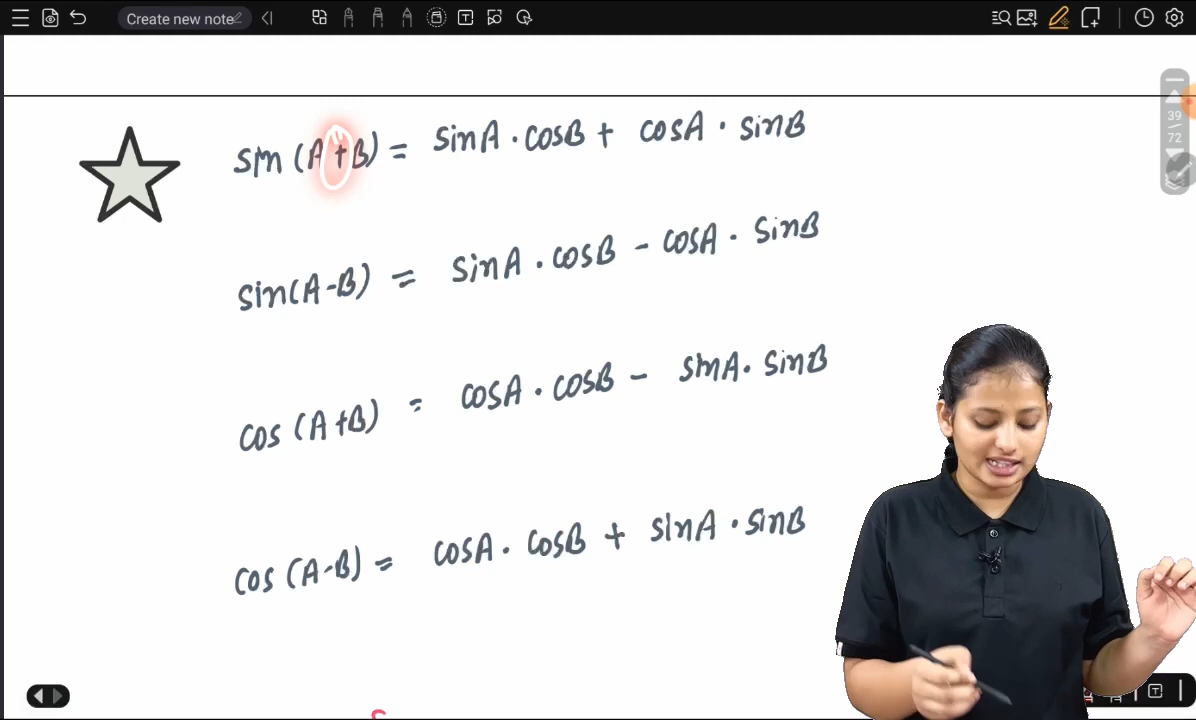 Create new note
sin (A+B) = sinA · cosB + cosA · sinB
39
72
sin(A-B) = sinA · cosB - cosA · sinB
cos (A+B) = cosA · cosB - sinA · sinB
cos (A-B) = cosA · cosB + sinA · sinB